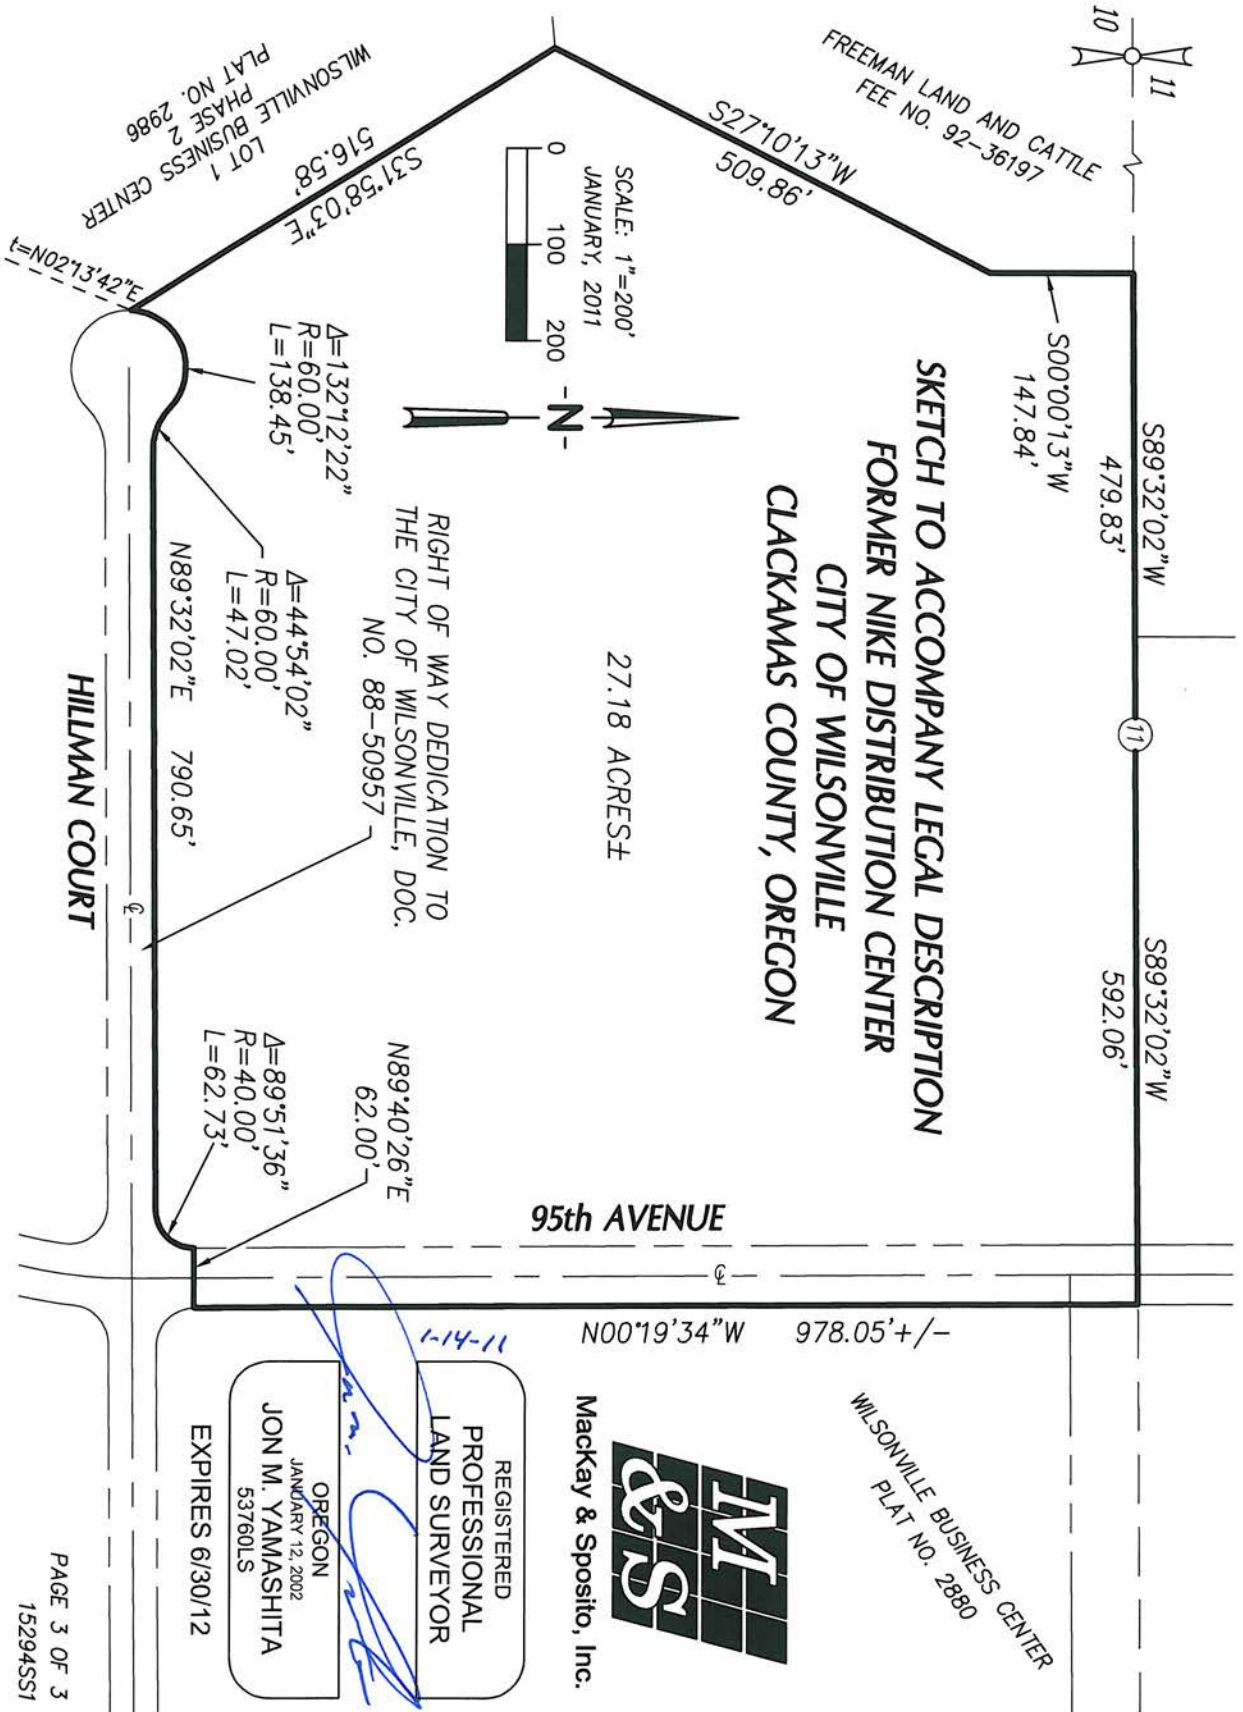 10
11
FREEMAN LAND AND CATTLE
FEE NO. 92-36197
S89°32'02"W
479.83'
11
S89°32'02"W
592.06'
S00°00'13"W
147.84'
S27°10'13"W
509.86'
SKETCH TO ACCOMPANY LEGAL DESCRIPTION
FORMER NIKE DISTRIBUTION CENTER
CITY OF WILSONVILLE
CLACKAMAS COUNTY, OREGON
SCALE: 1"=200'
JANUARY, 2011
0 100 200
-N-
27.18 ACRES±
S31°58'03"E
516.58'
LOT 1
WILSONVILLE BUSINESS CENTER
PHASE 2
PLAT NO. 2986
t=N02°13'42"E
Δ=132°12'22"
R=60.00'
L=138.45'
Δ=44°54'02"
R=60.00'
L=47.02'
RIGHT OF WAY DEDICATION TO
THE CITY OF WILSONVILLE, DOC.
NO. 88-50957
N89°32'02"E 790.65'
℄
HILLMAN COURT
N89°40'26"E
62.00'
Δ=89°51'36"
R=40.00'
L=62.73'
95th AVENUE
℄
N00°19'34"W 978.05'+/-
WILSONVILLE BUSINESS CENTER
PLAT NO. 2880
M
&S
MacKay & Sposito, Inc.
1-14-11
REGISTERED
PROFESSIONAL
LAND SURVEYOR
OREGON
JANUARY 12, 2002
JON M. YAMASHITA
53760LS
EXPIRES 6/30/12
PAGE 3 OF 3
15294SS1